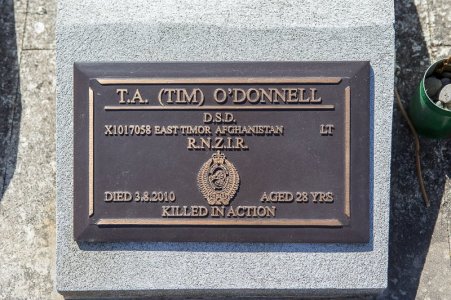 T.A. (TIM) O'DONNELL
D.S.D.
X1017058 EAST TIMOR AFGHANISTAN LT
R.N.Z.I.R.
DIED 3.8.2010 AGED 28 YRS
KILLED IN ACTION